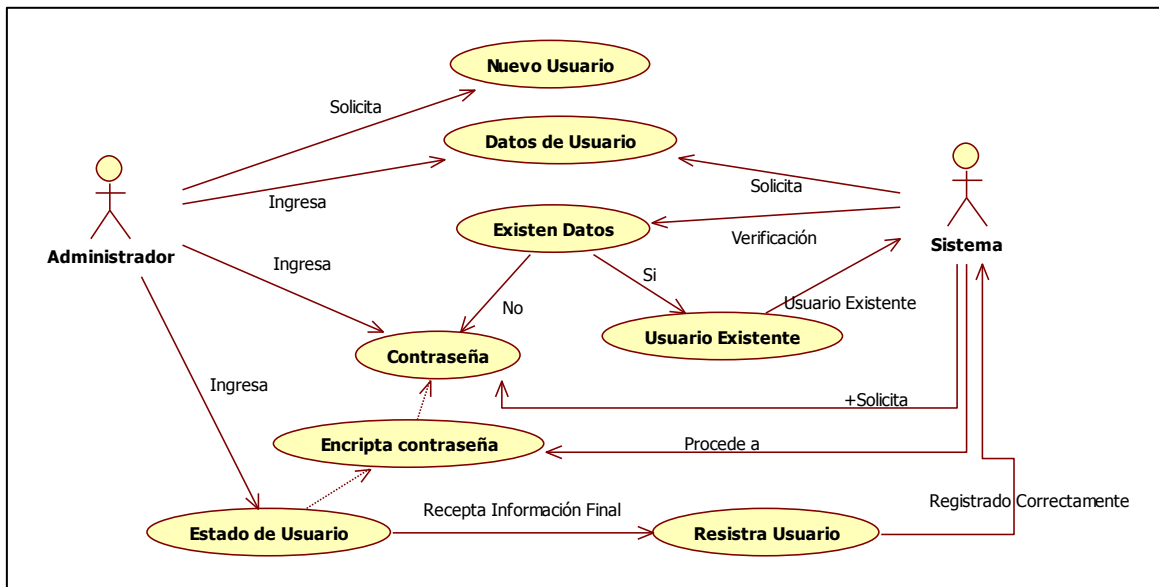 Nuevo Usuario
Solicita
Datos de Usuario
Solicita
Ingresa
Existen Datos
Verificación
Administrador
Sistema
Ingresa
Si
No
Usuario Existente
Usuario Existente
Contraseña
Ingresa
+Solicita
Encripta contraseña
Procede a
Registrado Correctamente
Recepta Información Final
Estado de Usuario
Resistra Usuario